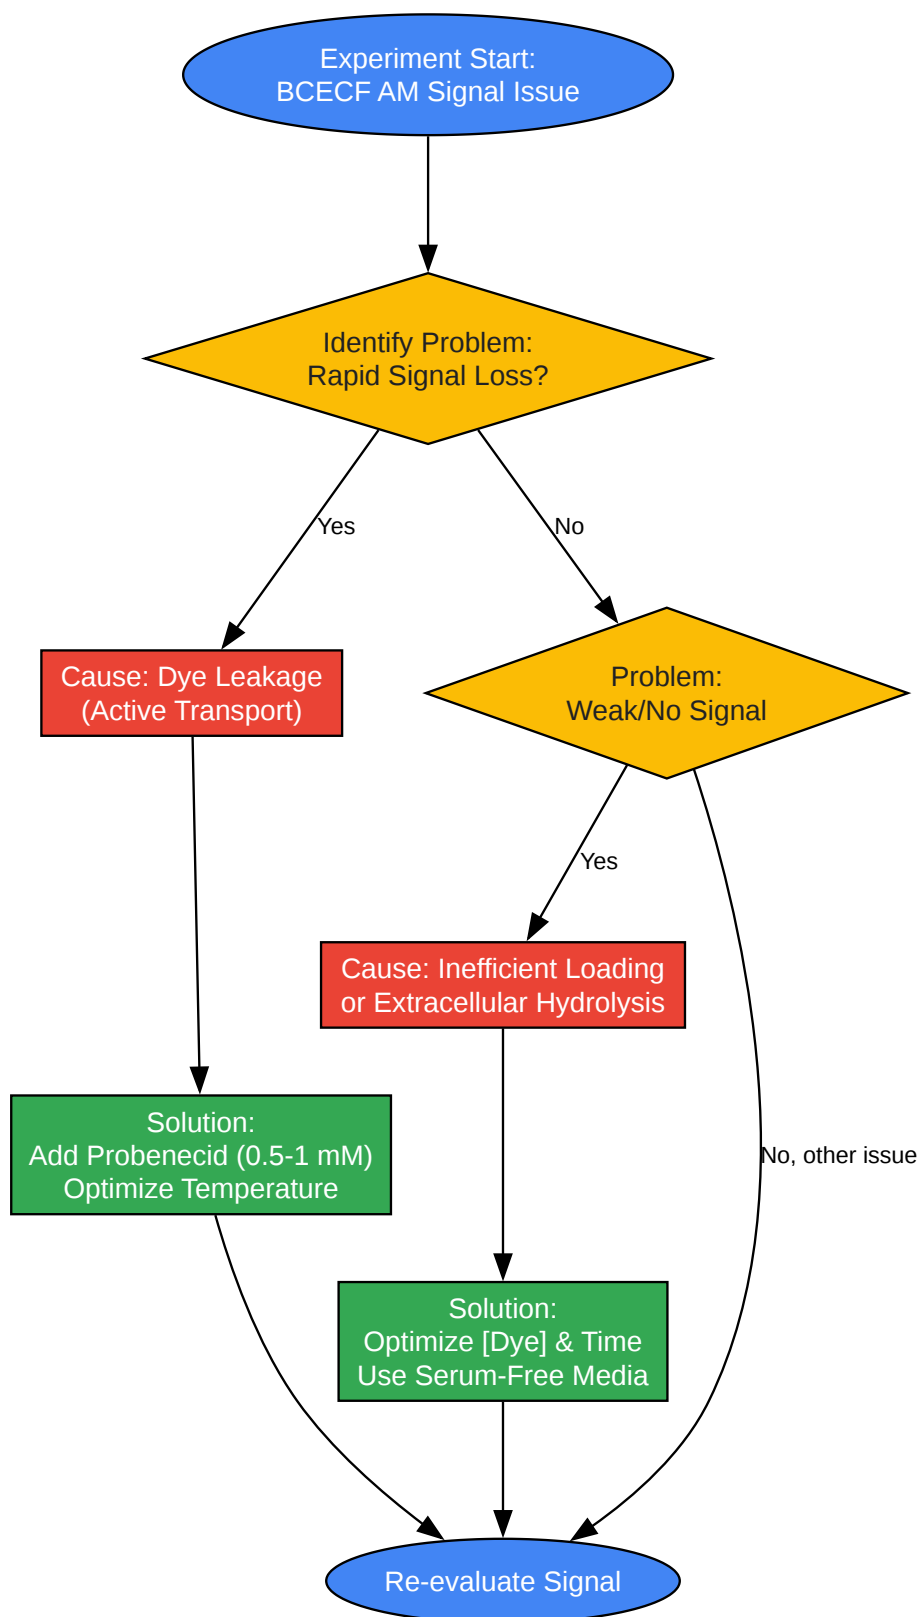 Experiment Start:
BCECF AM Signal Issue
Identify Problem:
Rapid Signal Loss?
Yes
No
Cause: Dye Leakage
(Active Transport)
Problem:
Weak/No Signal
Yes
Cause: Inefficient Loading
or Extracellular Hydrolysis
Solution:
Add Probenecid (0.5-1 mM)
Optimize Temperature
No, other issue
Solution:
Optimize [Dye] & Time
Use Serum-Free Media
Re-evaluate Signal